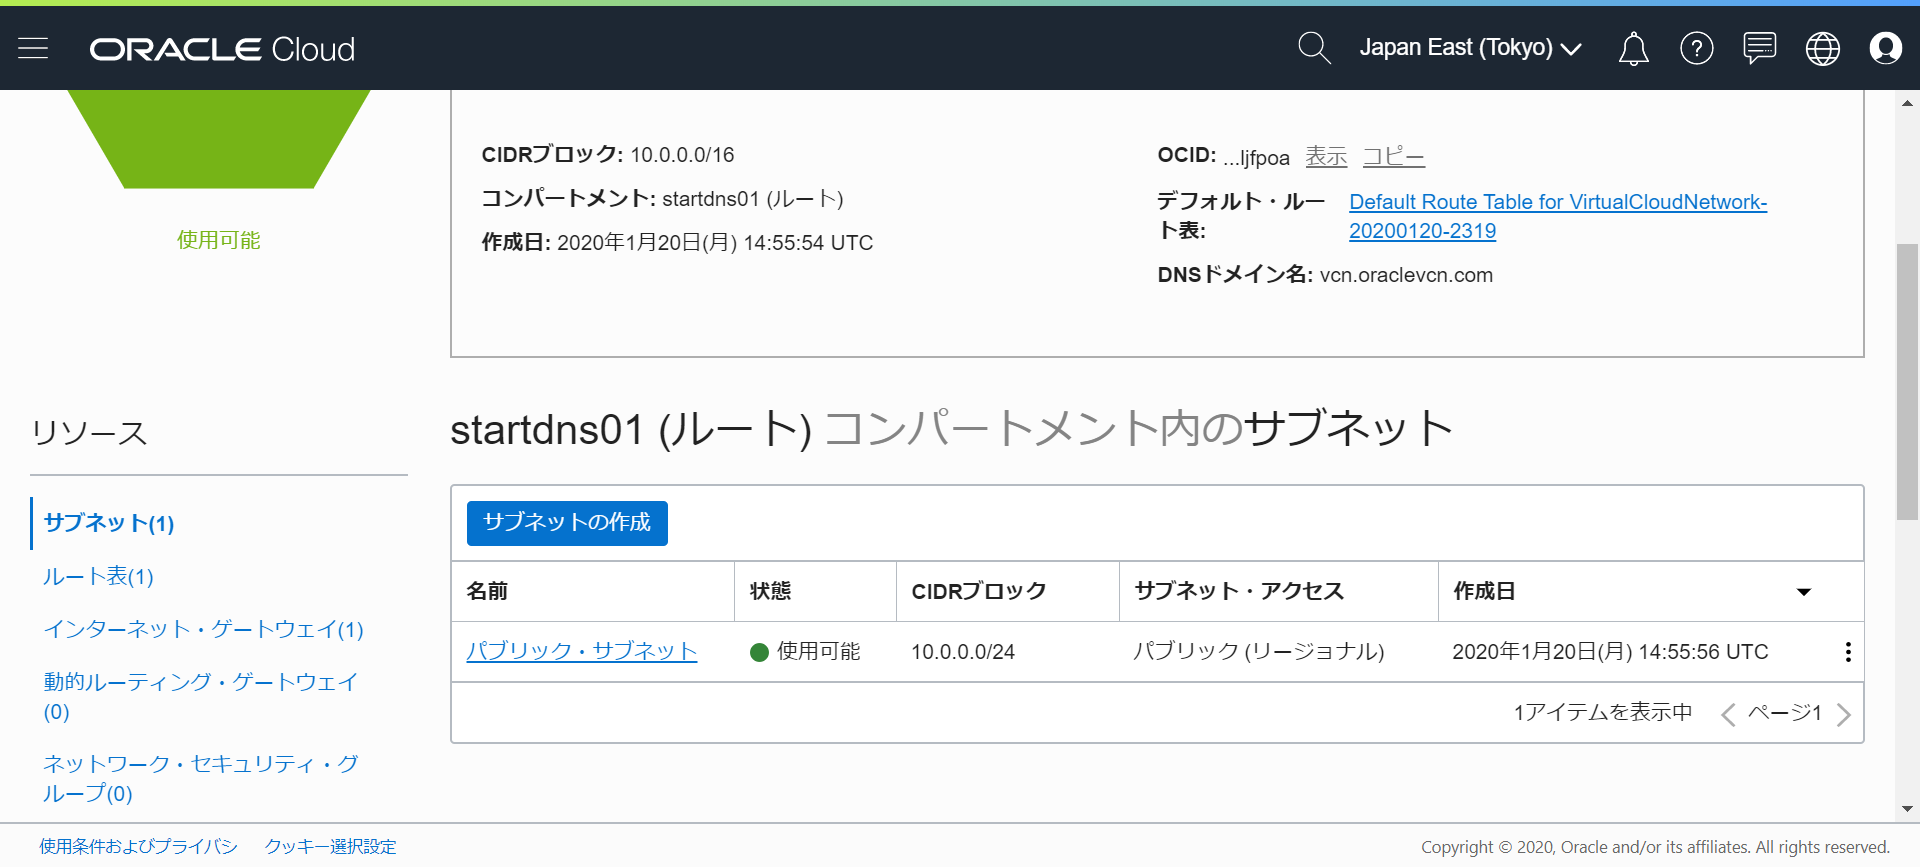 ORACLE Cloud
Japan East (Tokyo)
使用可能
CIDRブロック: 10.0.0.0/16
コンパートメント: startdns01 (ルート)
作成日: 2020年1月20日(月) 14:55:54 UTC
OCID: ...ljfpoa 表示 コピー
デフォルト・ルー
ト表:
Default Route Table for VirtualCloudNetwork-
20200120-2319
DNSドメイン名: vcn.oraclevcn.com
リソース
サブネット(1)
ルート表(1)
インターネット・ゲートウェイ(1)
動的ルーティング・ゲートウェイ
(0)
ネットワーク・セキュリティ・グ
ループ(0)
startdns01 (ルート) コンパートメント内のサブネット
サブネットの作成
名前 状態 CIDRブロック サブネット・アクセス 作成日
パブリック・サブネット 使用可能 10.0.0.0/24 パブリック (リージョナル) 2020年1月20日(月) 14:55:56 UTC
1アイテムを表示中 ページ1
使用条件およびプライバシ クッキー選択設定
Copyright © 2020, Oracle and/or its affiliates. All rights reserved.